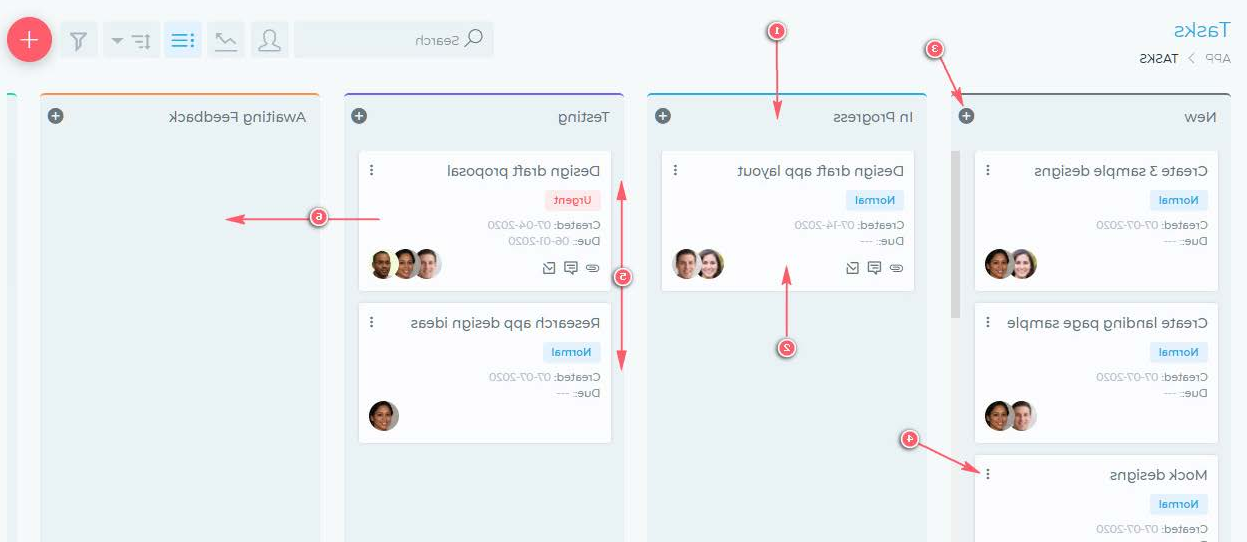 Tasks
APP > TASKS
Search
1
3
New
In Progress
Testing
Awaiting Feedback
Create 3 sample designs
Normal
Created: 07-07-2020
Due: ---
Create landing page sample
Normal
Created: 07-07-2020
Due: ---
4
Mock designs
Normal
Created: 07-07-2020
Design draft app layout
Normal
Created: 07-14-2020
Due: ---
2
5
Design draft proposal
Urgent
Created: 07-04-2020
Due: 06-01-2020
Research app design ideas
Normal
Created: 07-07-2020
Due: ---
6